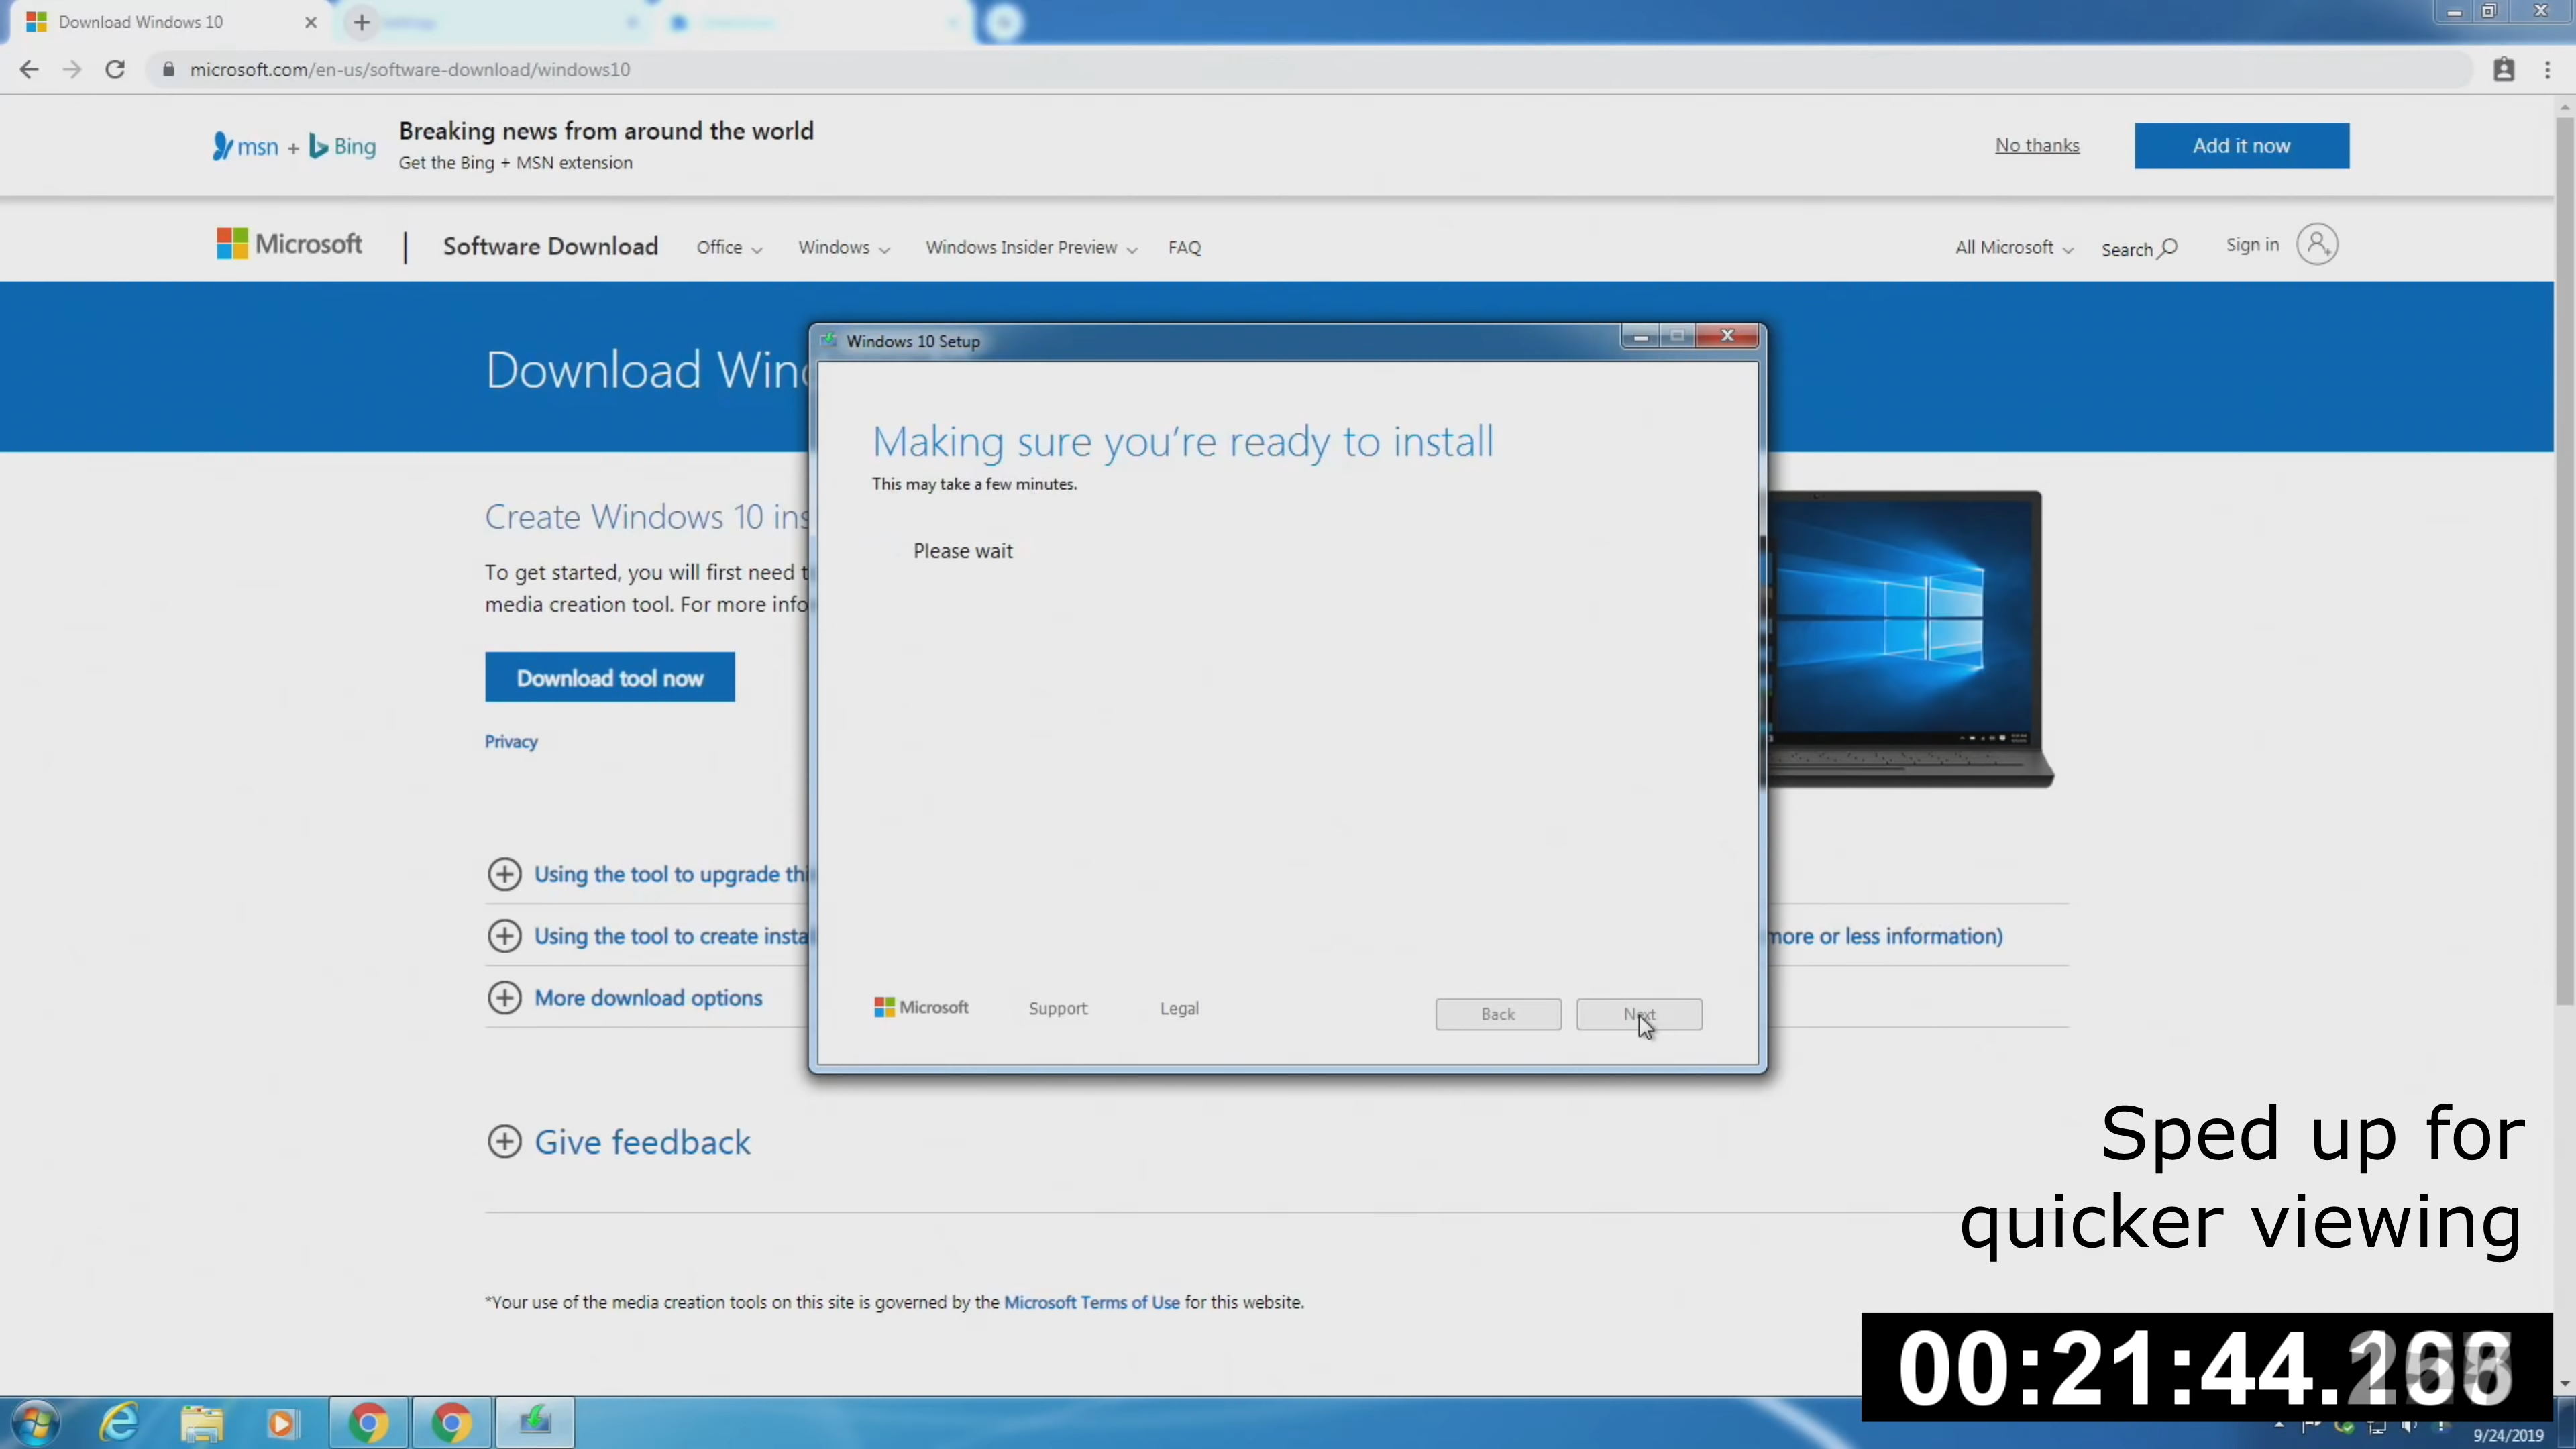 Download Windows 10
microsoft.com/en-us/software-download/windows10
msn + Bing
Breaking news from around the world
Get the Bing + MSN extension
No thanks
Add it now
Microsoft
Software Download
Office
Windows
Windows Insider Preview
FAQ
All Microsoft
Search
Sign in
Download Wind
Windows 10 Setup
Making sure you're ready to install
This may take a few minutes.
Please wait
Microsoft
Support
Legal
Back
Next
Create Windows 10 ins
To get started, you will first need t
media creation tool. For more info
Download tool now
Privacy
Using the tool to upgrade thi
Using the tool to create insta
more or less information)
More download options
Give feedback
*Your use of the media creation tools on this site is governed by the Microsoft Terms of Use for this website.
Sped up for
quicker viewing
00:21:44.
9/24/2019